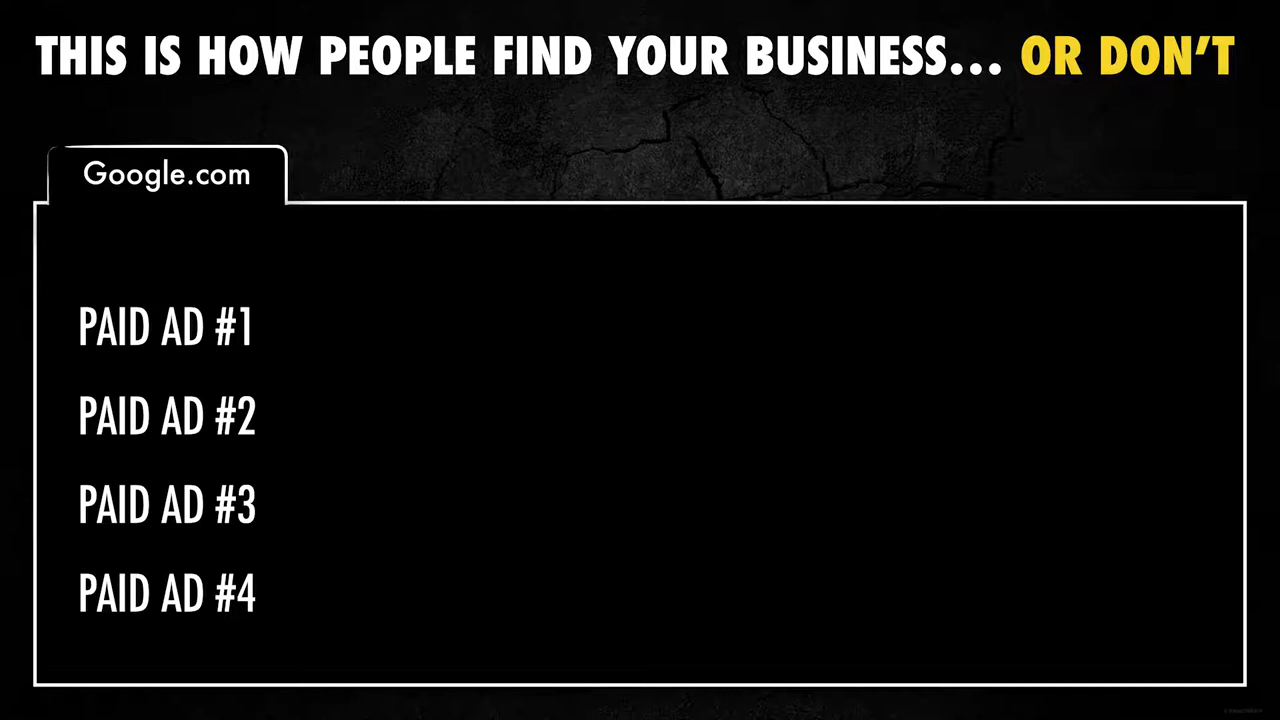 THIS IS HOW PEOPLE FIND YOUR BUSINESS... OR DON'T
Google.com
PAID AD #1
PAID AD #2
PAID AD #3
PAID AD #4